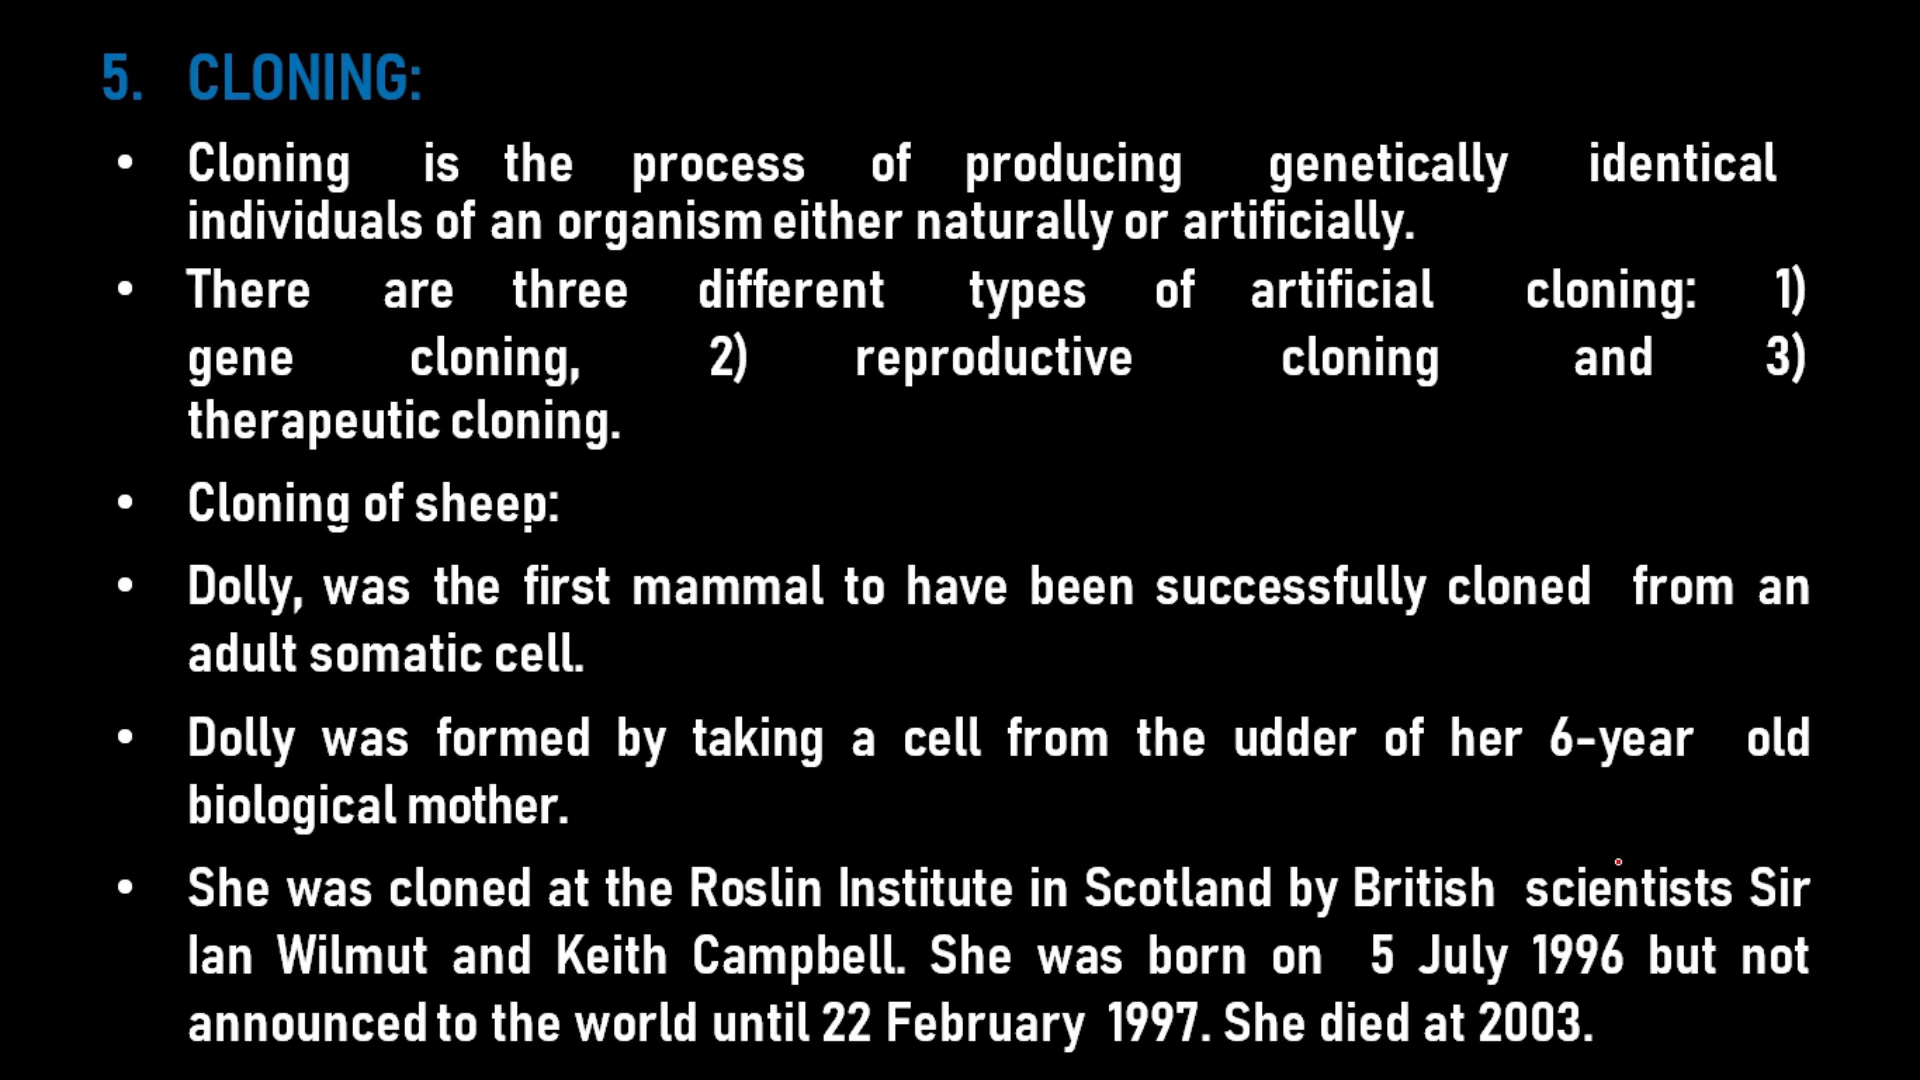 5. CLONING:
• Cloning is the process of producing genetically identical
individuals of an organism either naturally or artificially.
• There are three different types of artificial cloning: 1)
gene cloning, 2) reproductive cloning and 3)
therapeutic cloning.
• Cloning of sheep:
• Dolly, was the first mammal to have been successfully cloned from an
adult somatic cell.
• Dolly was formed by taking a cell from the udder of her 6-year old
biological mother.
• She was cloned at the Roslin Institute in Scotland by British scientists Sir
Ian Wilmut and Keith Campbell. She was born on 5 July 1996 but not
announced to the world until 22 February 1997. She died at 2003.